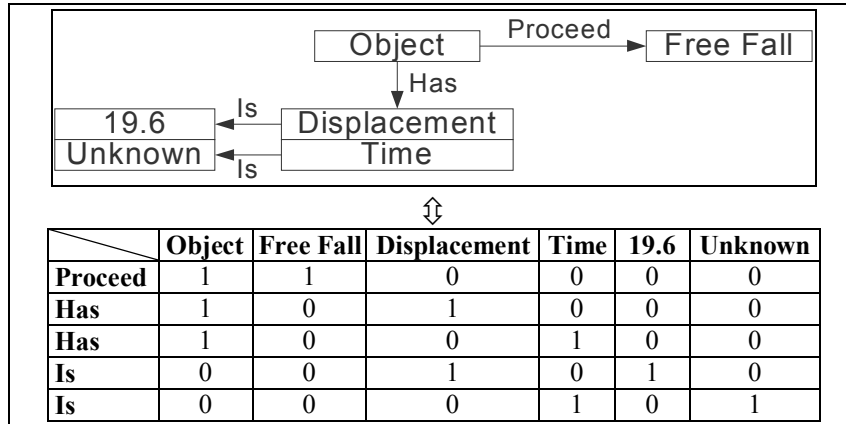 Object Proceed Free Fall
Has
19.6 Is Displacement
Unknown Is Time
⇕
Object Free Fall Displacement Time 19.6 Unknown
Proceed 1 1 0 0 0 0
Has 1 0 1 0 0 0
Has 1 0 0 1 0 0
Is 0 0 1 0 1 0
Is 0 0 0 1 0 1